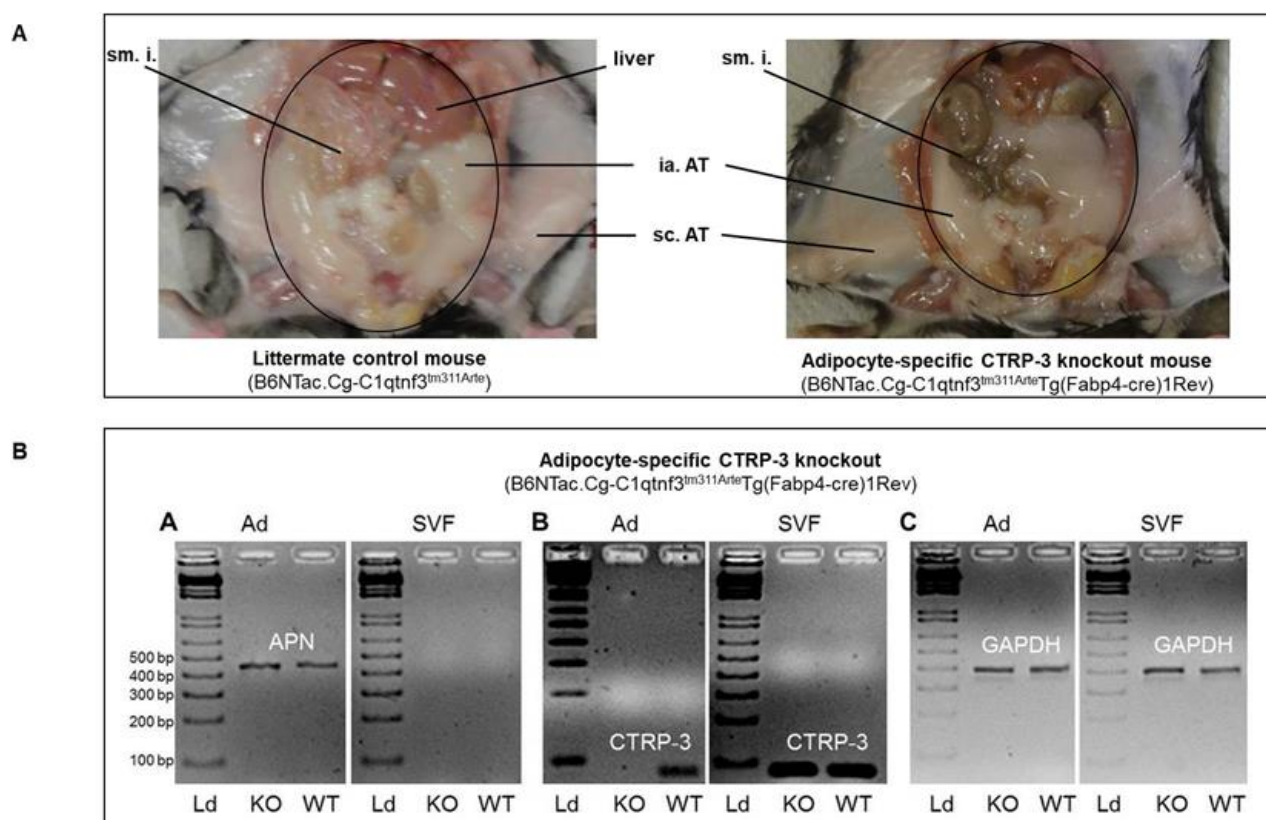 A
sm. i.
liver
sm. i.
ia. AT
sc. AT
Littermate control mouse
(B6NTac.Cg-C1qtnf3tm311Arte)
Adipocyte-specific CTRP-3 knockout mouse
(B6NTac.Cg-C1qtnf3tm311ArteTg(Fabp4-cre)1Rev)
B
Adipocyte-specific CTRP-3 knockout
(B6NTac.Cg-C1qtnf3tm311ArteTg(Fabp4-cre)1Rev)
A Ad SVF B Ad SVF C Ad SVF
APN GAPDH GAPDH
500 bp
400 bp
300 bp
200 bp
CTRP-3 CTRP-3
100 bp
Ld KO WT Ld KO WT Ld KO WT Ld KO WT Ld KO WT Ld KO WT